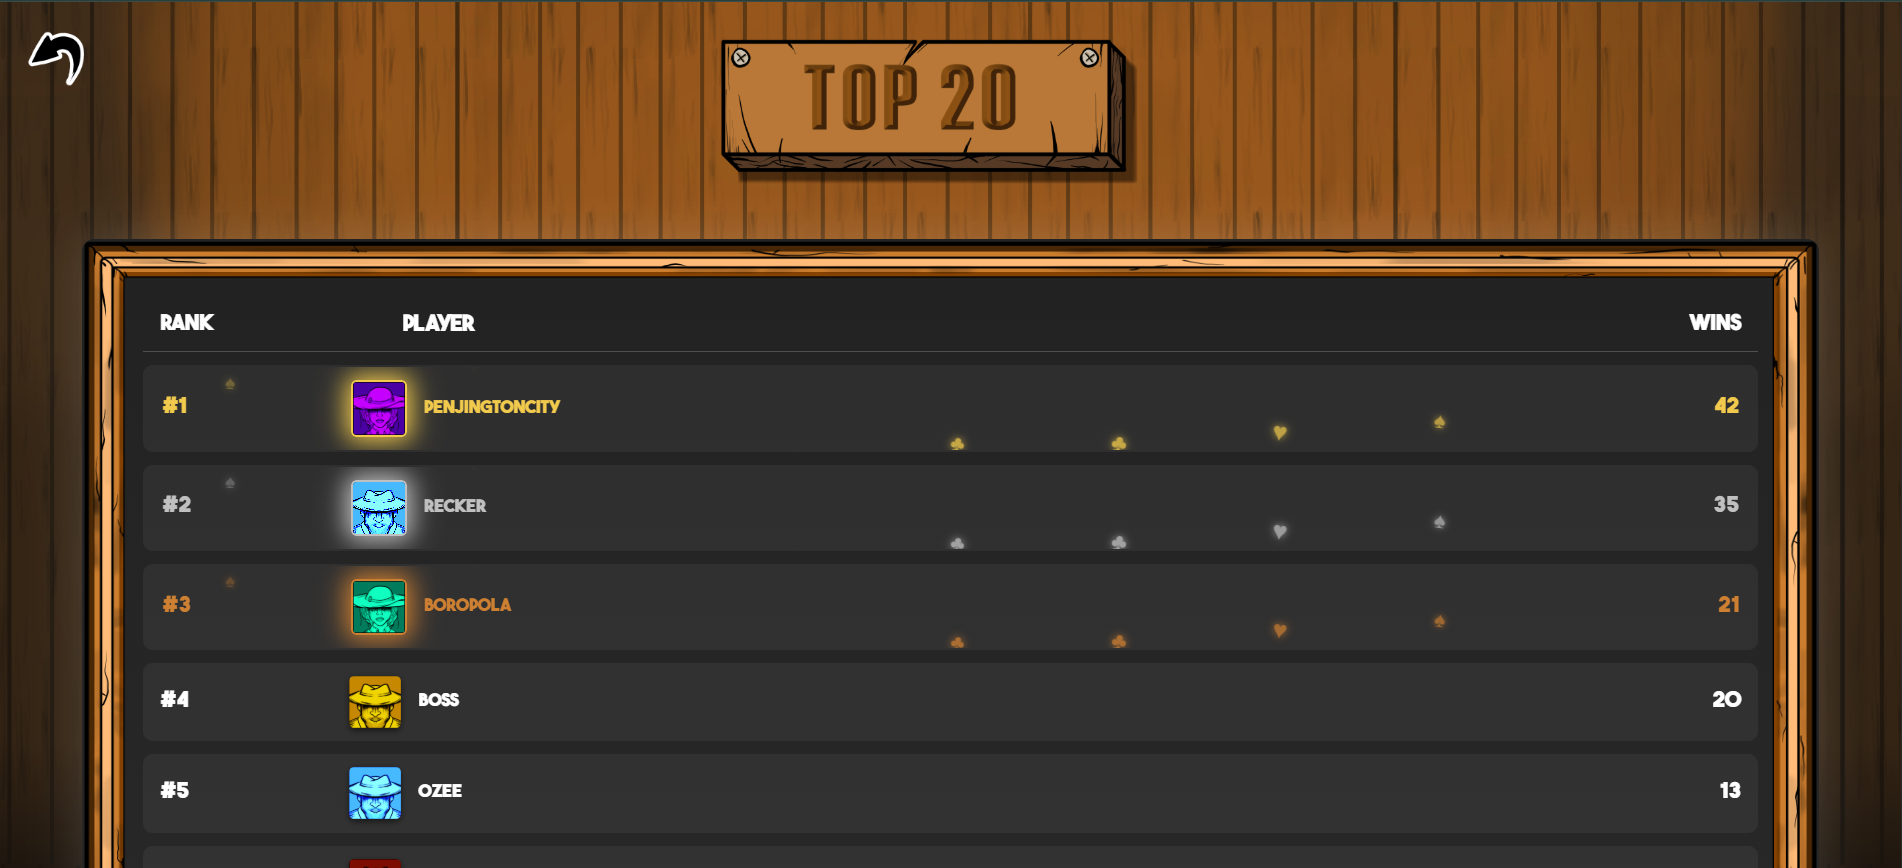 TOP 20
RANK PLAYER WINS
#1 PENJINGTONCITY 42
#2 RECKER 35
#3 BOROPOLA 21
#4 BOSS 20
#5 OZEE 13